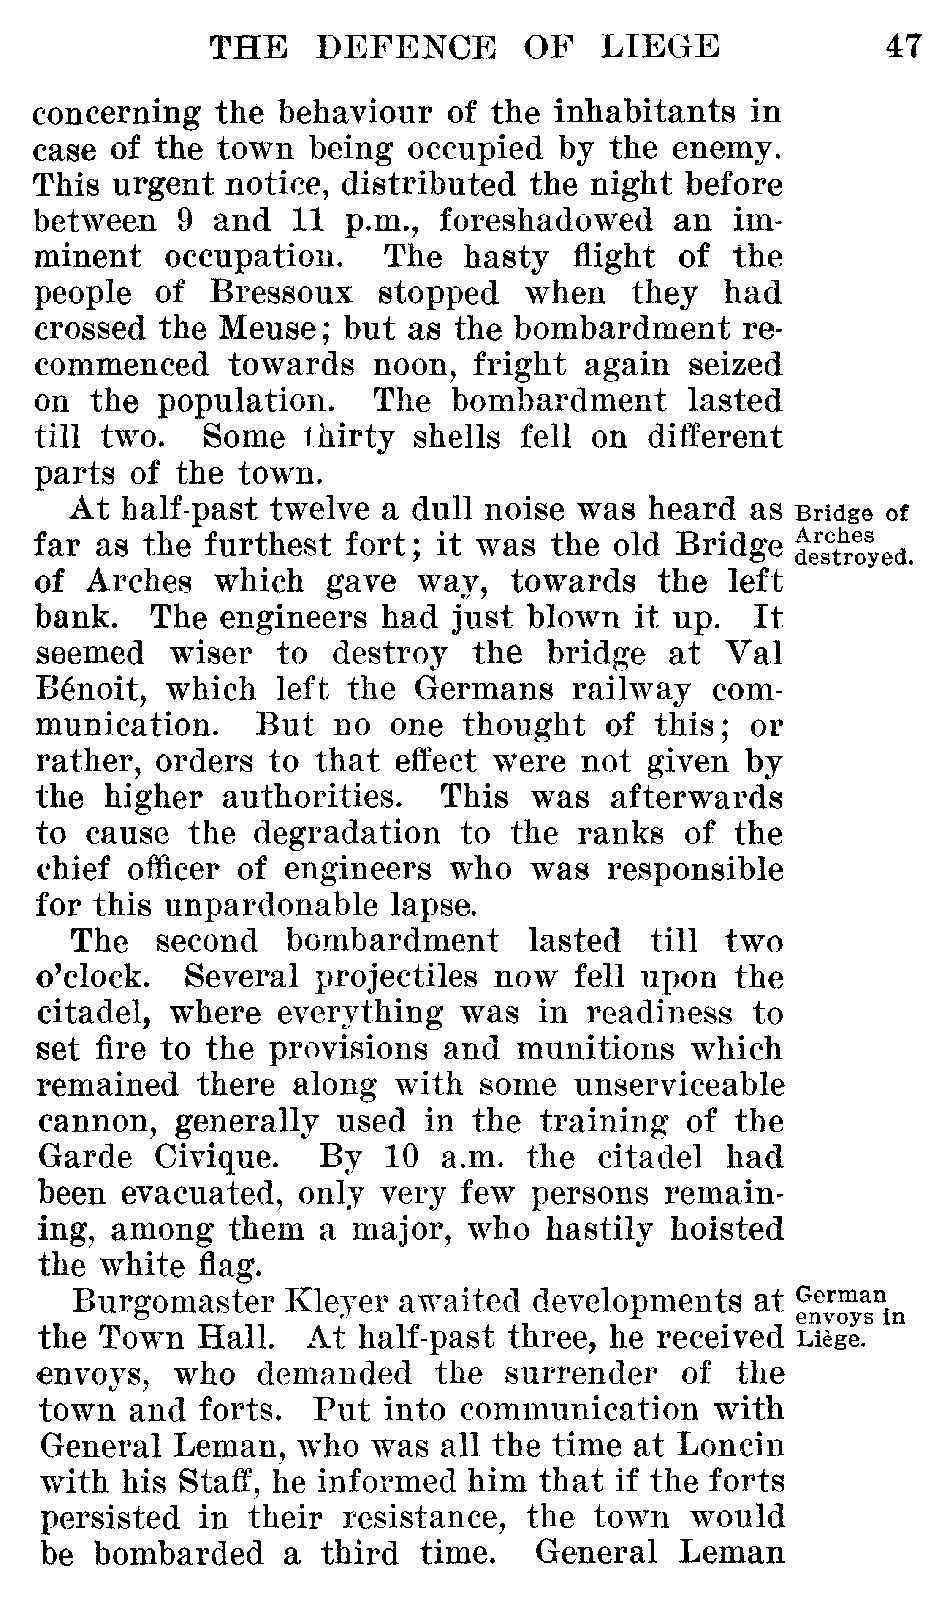 THE DEFENCE OF LIEGE 47
concerning the behaviour of the inhabitants in
case of the town being occupied by the enemy.
This urgent notice, distributed the night before
between 9 and 11 p.m., foreshadowed an im-
minent occupation. The hasty flight of the
people of Bressoux stopped when they had
crossed the Meuse; but as the bombardment re-
commenced towards noon, fright again seized
on the population. The bombardment lasted
till two. Some thirty shells fell on different
parts of the town.
At half-past twelve a dull noise was heard as
far as the furthest fort; it was the old Bridge
of Arches which gave way, towards the left
bank. The engineers had just blown it up. It
seemed wiser to destroy the bridge at Val
Bénoit, which left the Germans railway com-
munication. But no one thought of this; or
rather, orders to that effect were not given by
the higher authorities. This was afterwards
to cause the degradation to the ranks of the
chief officer of engineers who was responsible
for this unpardonable lapse.
Bridge of
Arches
destroyed.
The second bombardment lasted till two
o'clock. Several projectiles now fell upon the
citadel, where everything was in readiness to
set fire to the provisions and munitions which
remained there along with some unserviceable
cannon, generally used in the training of the
Garde Civique. By 10 a.m. the citadel had
been evacuated, only very few persons remain-
ing, among them a major, who hastily hoisted
the white flag.
Burgomaster Kleyer awaited developments at
the Town Hall. At half-past three, he received
envoys, who demanded the surrender of the
town and forts. Put into communication with
General Leman, who was all the time at Loncin
with his Staff, he informed him that if the forts
persisted in their resistance, the town would
be bombarded a third time. General Leman
German
envoys in
Liège.